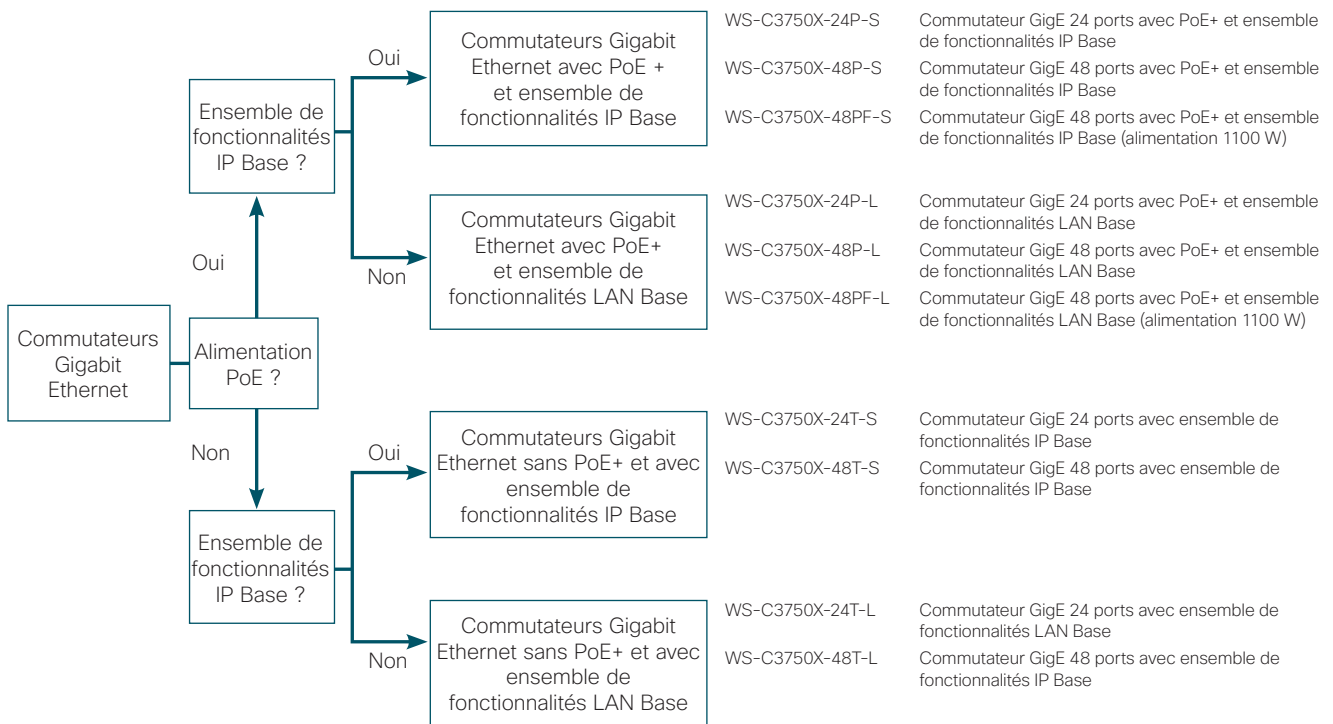 Commutateurs
Gigabit
Ethernet
Alimentation
PoE ?
Oui
Non
Ensemble de
fonctionnalités
IP Base ?
Oui
Non
Commutateurs Gigabit
Ethernet avec PoE +
et ensemble de
fonctionnalités IP Base
WS-C3750X-24P-S
Commutateur GigE 24 ports avec PoE+ et ensemble
de fonctionnalités IP Base
WS-C3750X-48P-S
Commutateur GigE 48 ports avec PoE+ et ensemble
de fonctionnalités IP Base
WS-C3750X-48PF-S
Commutateur GigE 48 ports avec PoE+ et ensemble
de fonctionnalités IP Base (alimentation 1100 W)
Commutateurs Gigabit
Ethernet avec PoE+
et ensemble de
fonctionnalités LAN Base
WS-C3750X-24P-L
Commutateur GigE 24 ports avec PoE+ et ensemble
de fonctionnalités LAN Base
WS-C3750X-48P-L
Commutateur GigE 48 ports avec PoE+ et ensemble
de fonctionnalités LAN Base
WS-C3750X-48PF-L
Commutateur GigE 48 ports avec PoE+ et ensemble
de fonctionnalités LAN Base (alimentation 1100 W)
Ensemble de
fonctionnalités
IP Base ?
Oui
Non
Commutateurs Gigabit
Ethernet sans PoE+ et avec
ensemble de
fonctionnalités IP Base
WS-C3750X-24T-S
Commutateur GigE 24 ports avec ensemble de
fonctionnalités IP Base
WS-C3750X-48T-S
Commutateur GigE 48 ports avec ensemble de
fonctionnalités IP Base
Commutateurs Gigabit
Ethernet sans PoE+ et avec
ensemble de
fonctionnalités LAN Base
WS-C3750X-24T-L
Commutateur GigE 24 ports avec ensemble de
fonctionnalités LAN Base
WS-C3750X-48T-L
Commutateur GigE 48 ports avec ensemble de
fonctionnalités IP Base